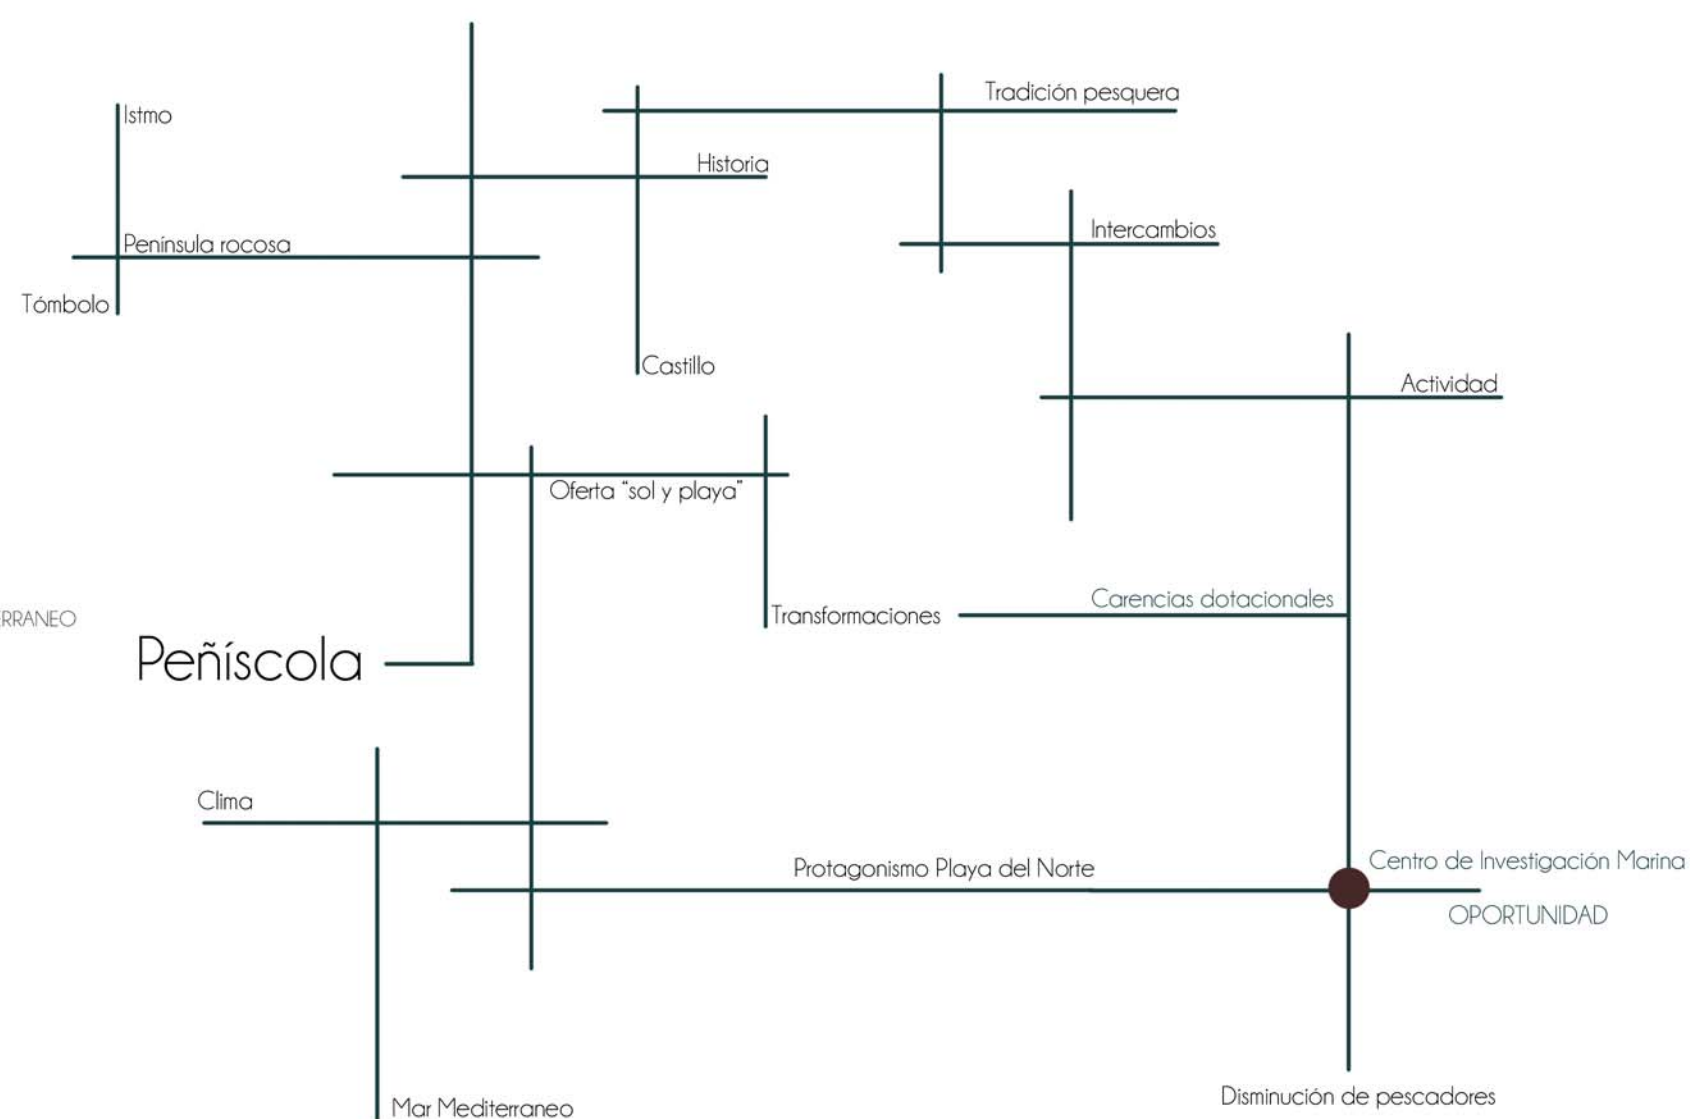 Tradición pesquera
Istmo
Historia
Intercambios
Península rocosa
Tómbolo
Castillo
Actividad
Oferta “sol y playa”
Carencias dotacionales
Transformaciones
Peñíscola
Clima
Protagonismo Playa del Norte
Centro de Investigación Marina
OPORTUNIDAD
Disminución de pescadores
Mar Mediterraneo